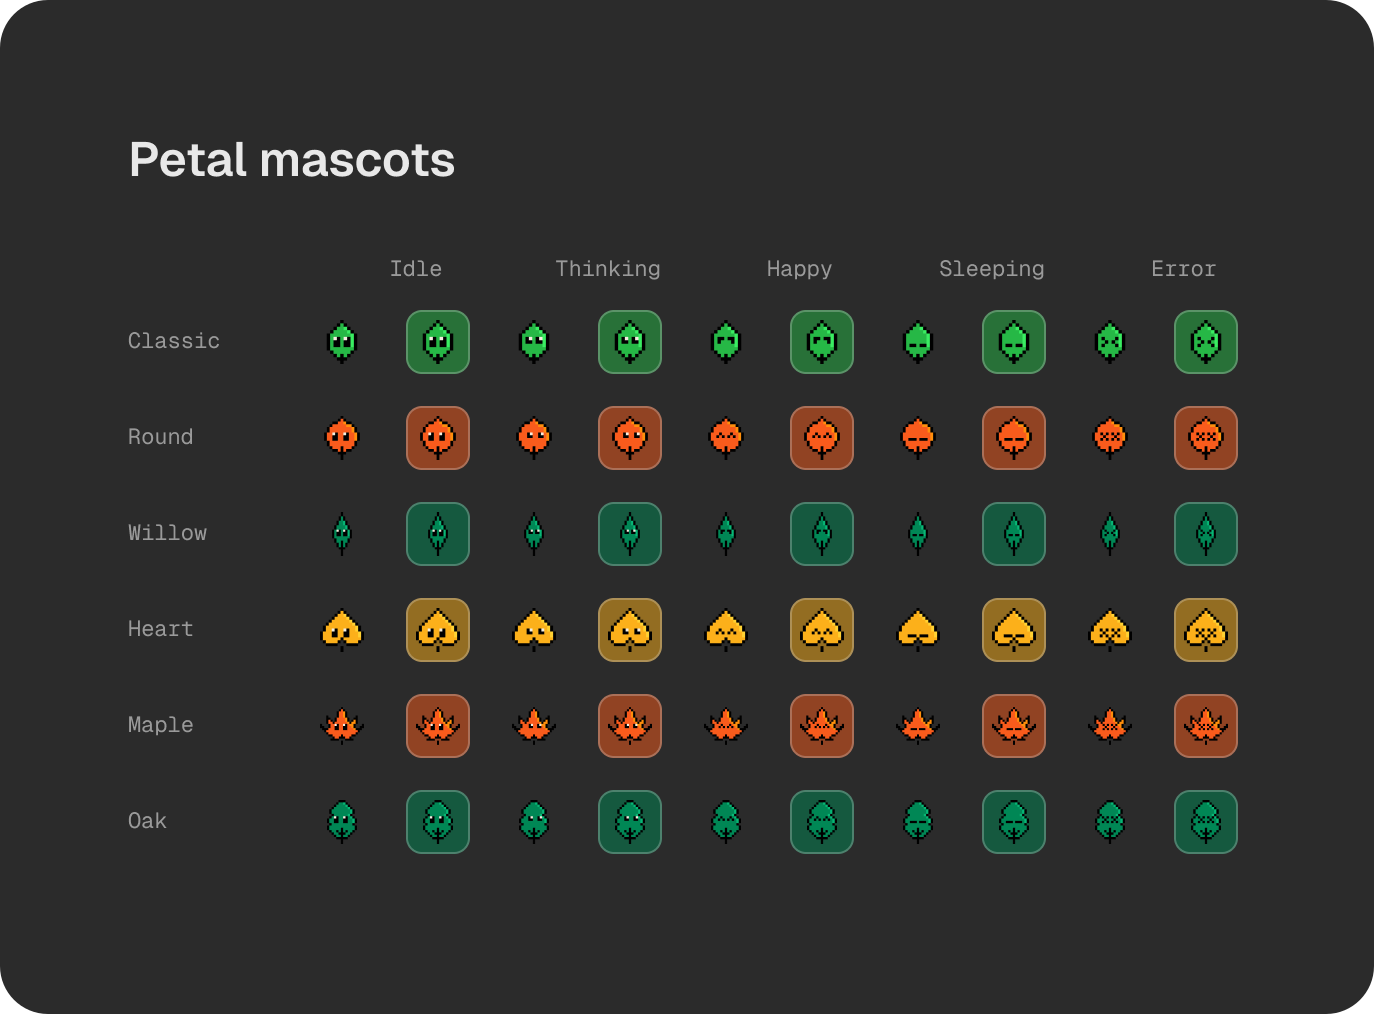 Petal mascots
Idle Thinking Happy Sleeping Error
Classic
Round
Willow
Heart
Maple
Oak